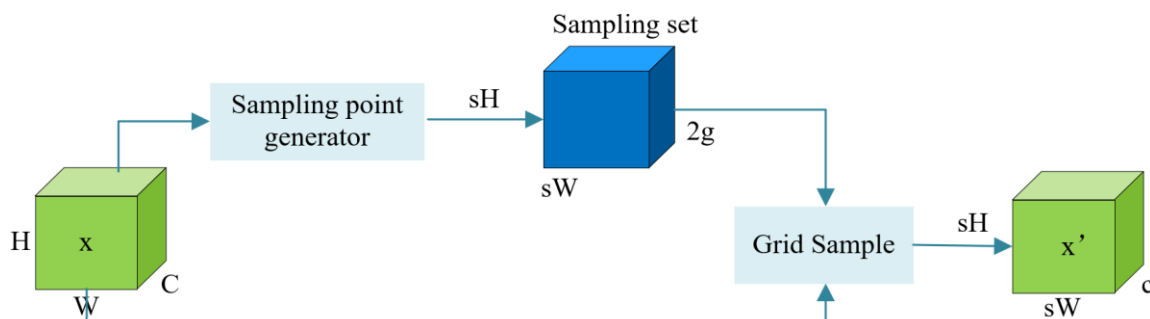 Sampling set
Sampling point
generator
sH
2g
sW
H
x
C
W
Grid Sample
sH
x’
c
sW